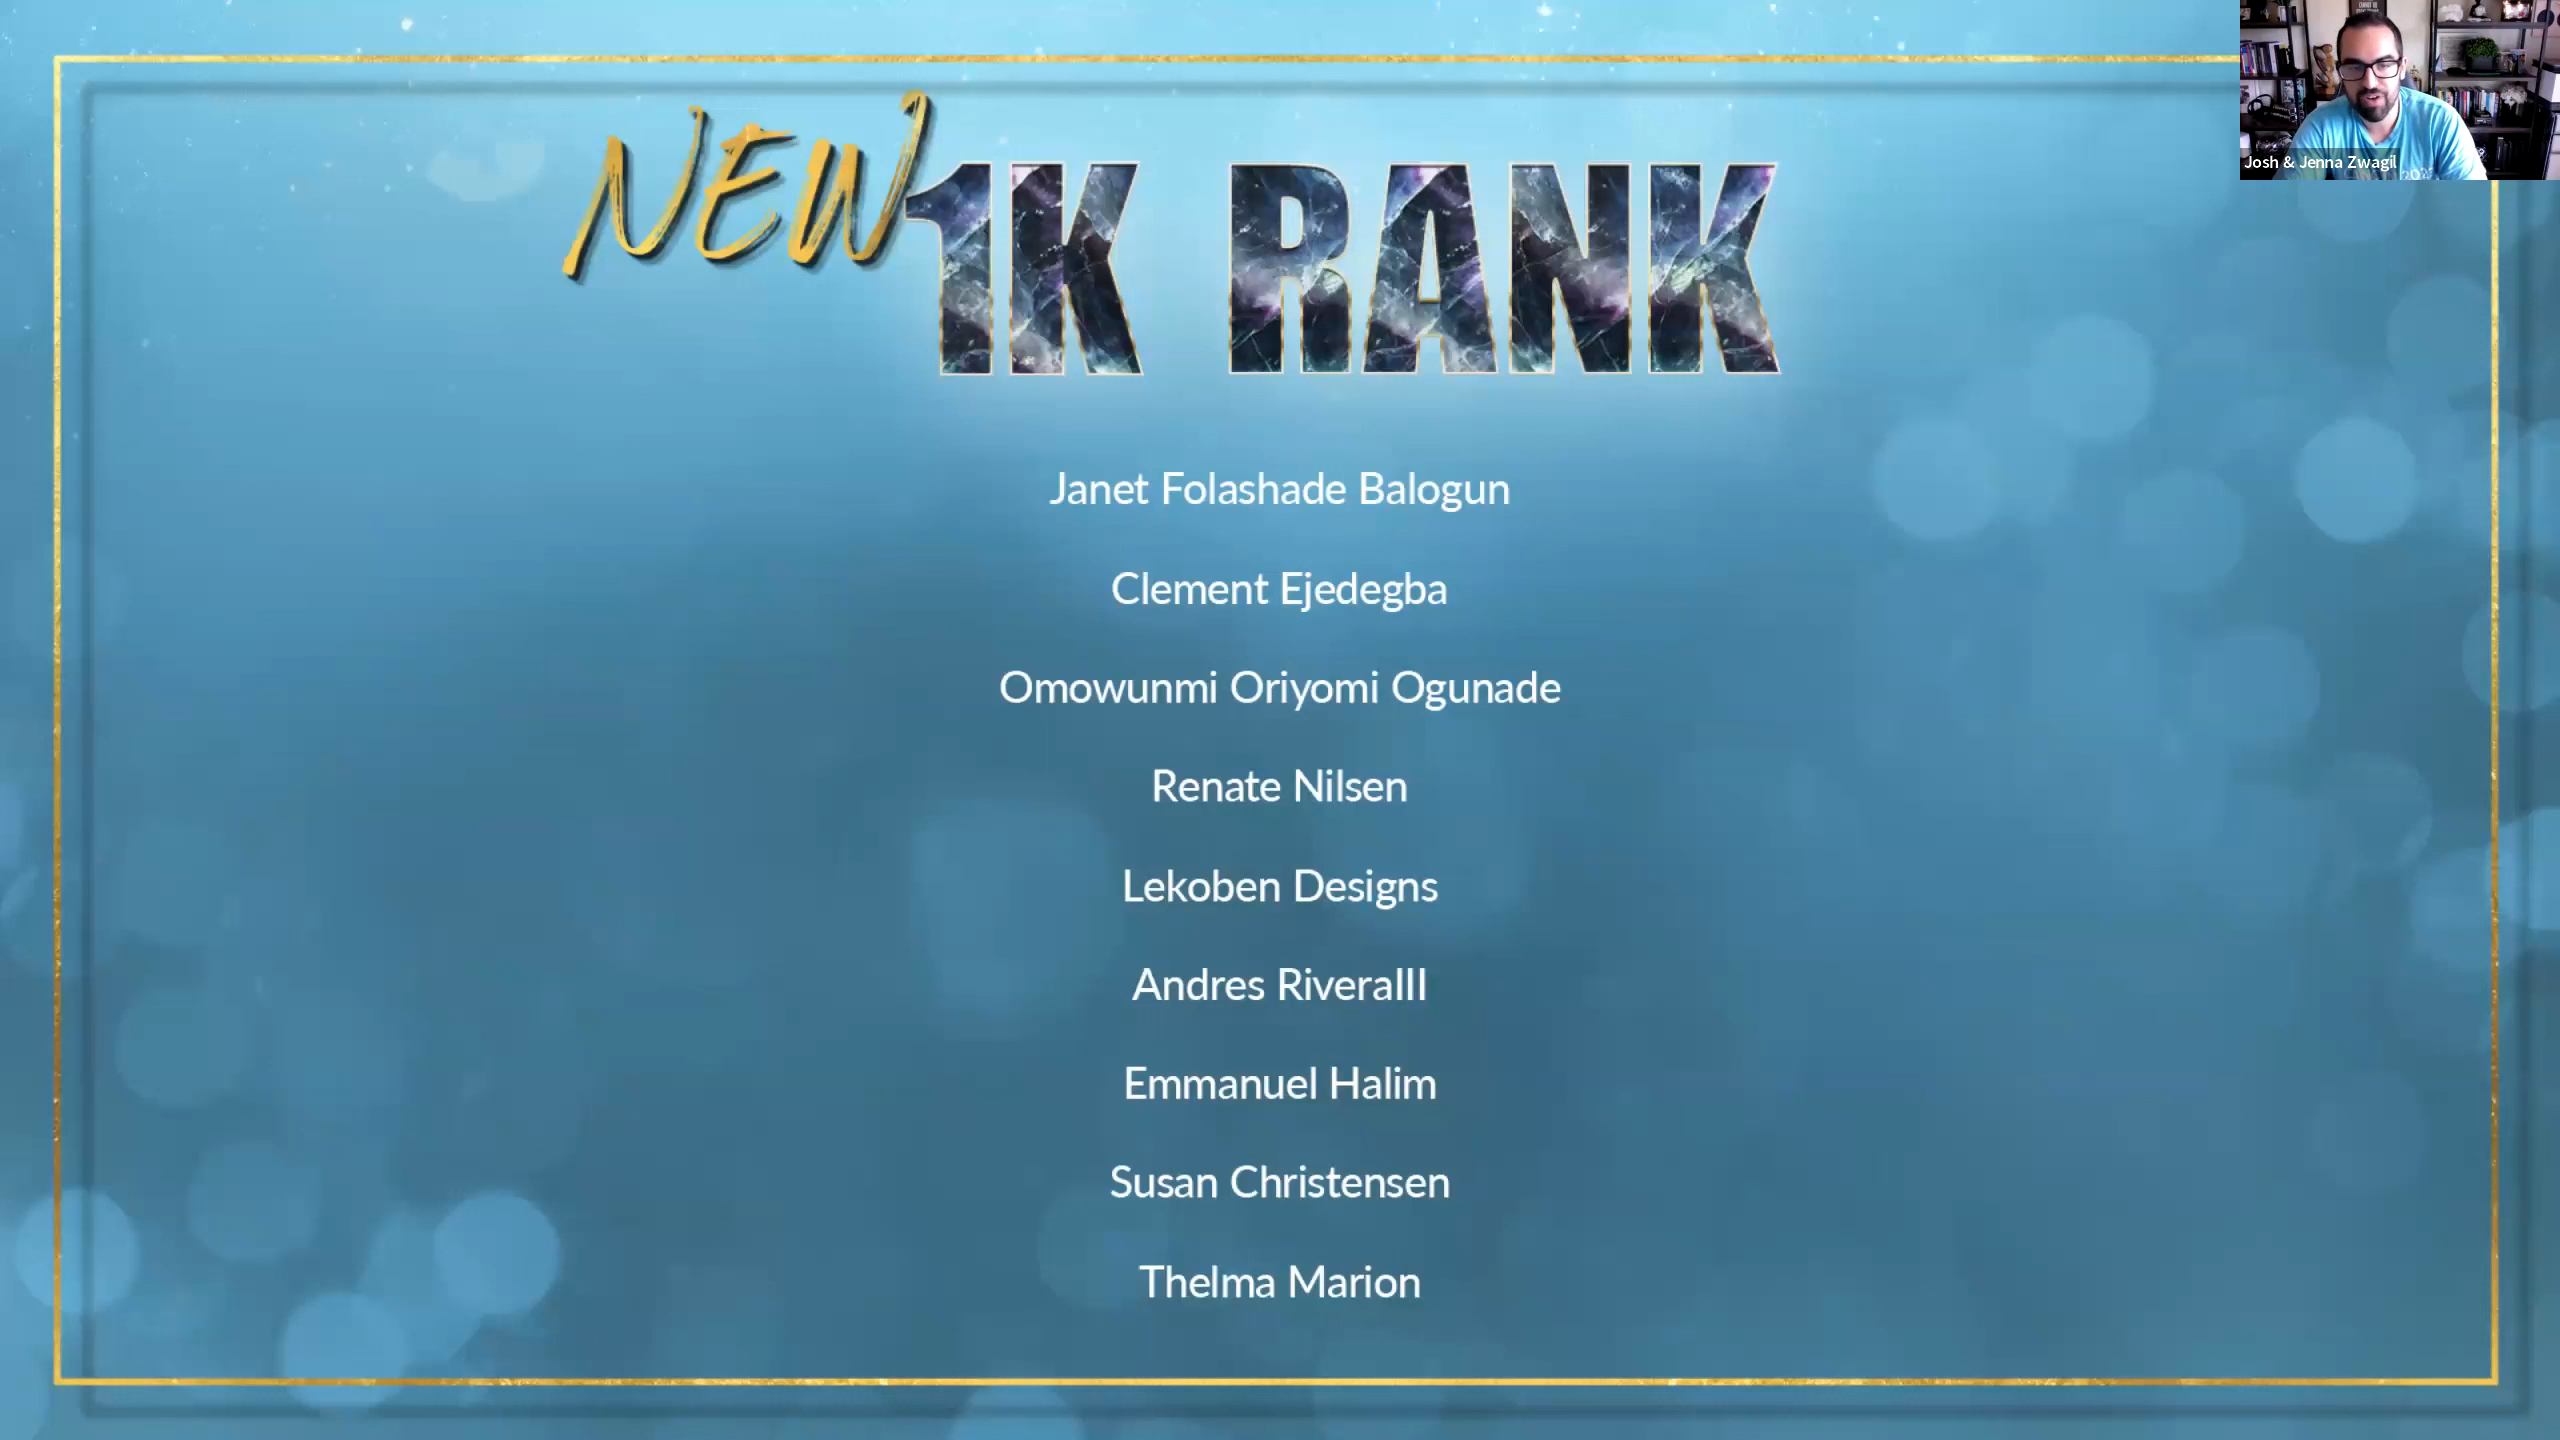 NEW 1K RANK
Josh & Jenna Zwagil
Janet Folashade Balogun
Clement Ejedegba
Omowunmi Oriyomi Ogunade
Renate Nilsen
Lekoben Designs
Andres RiveraIII
Emmanuel Halim
Susan Christensen
Thelma Marion